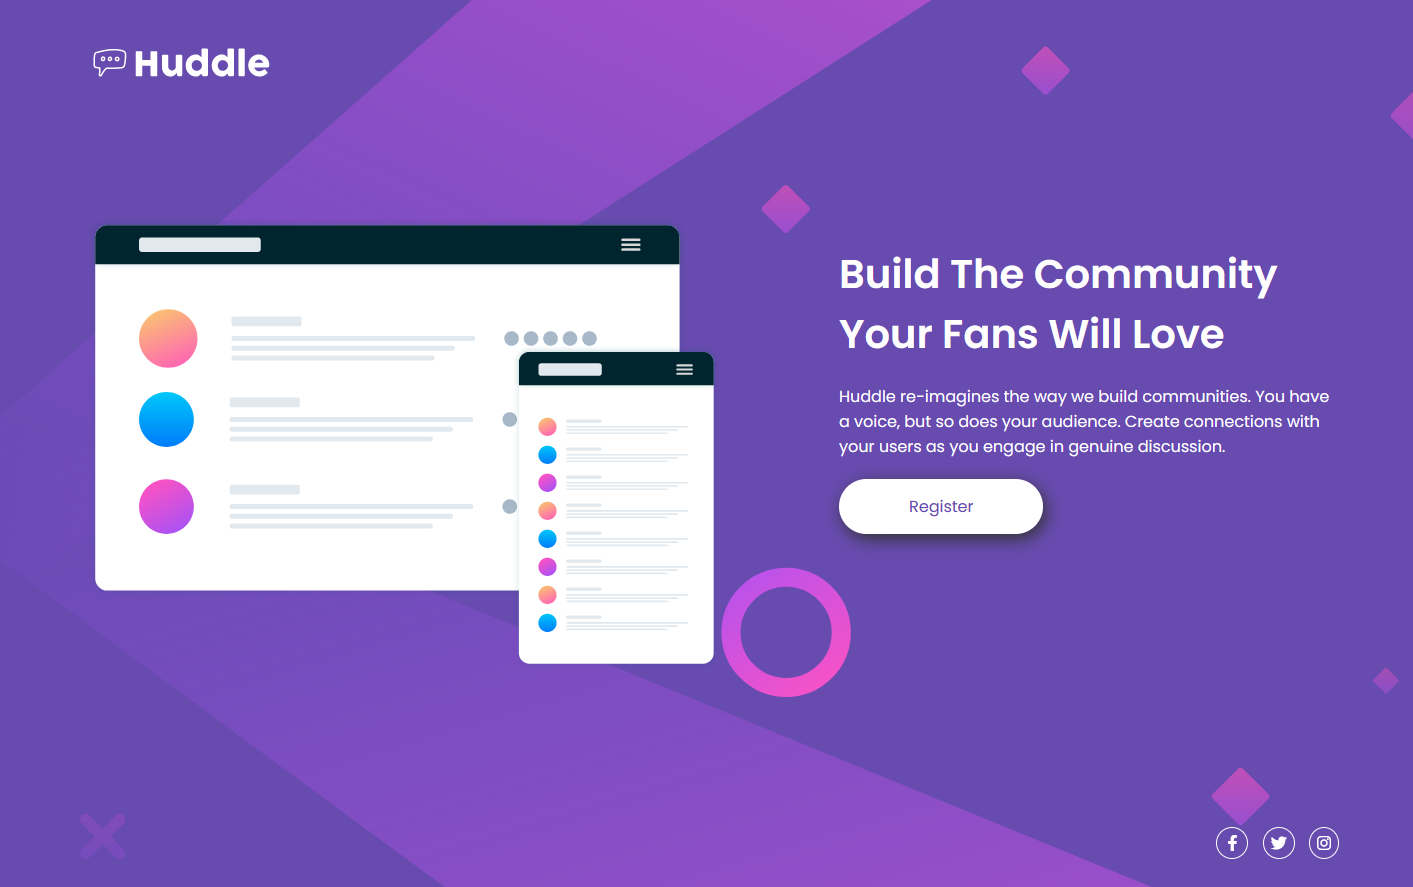 Huddle
Build The Community
Your Fans Will Love
Huddle re-imagines the way we build communities. You have
a voice, but so does your audience. Create connections with
your users as you engage in genuine discussion.
Register